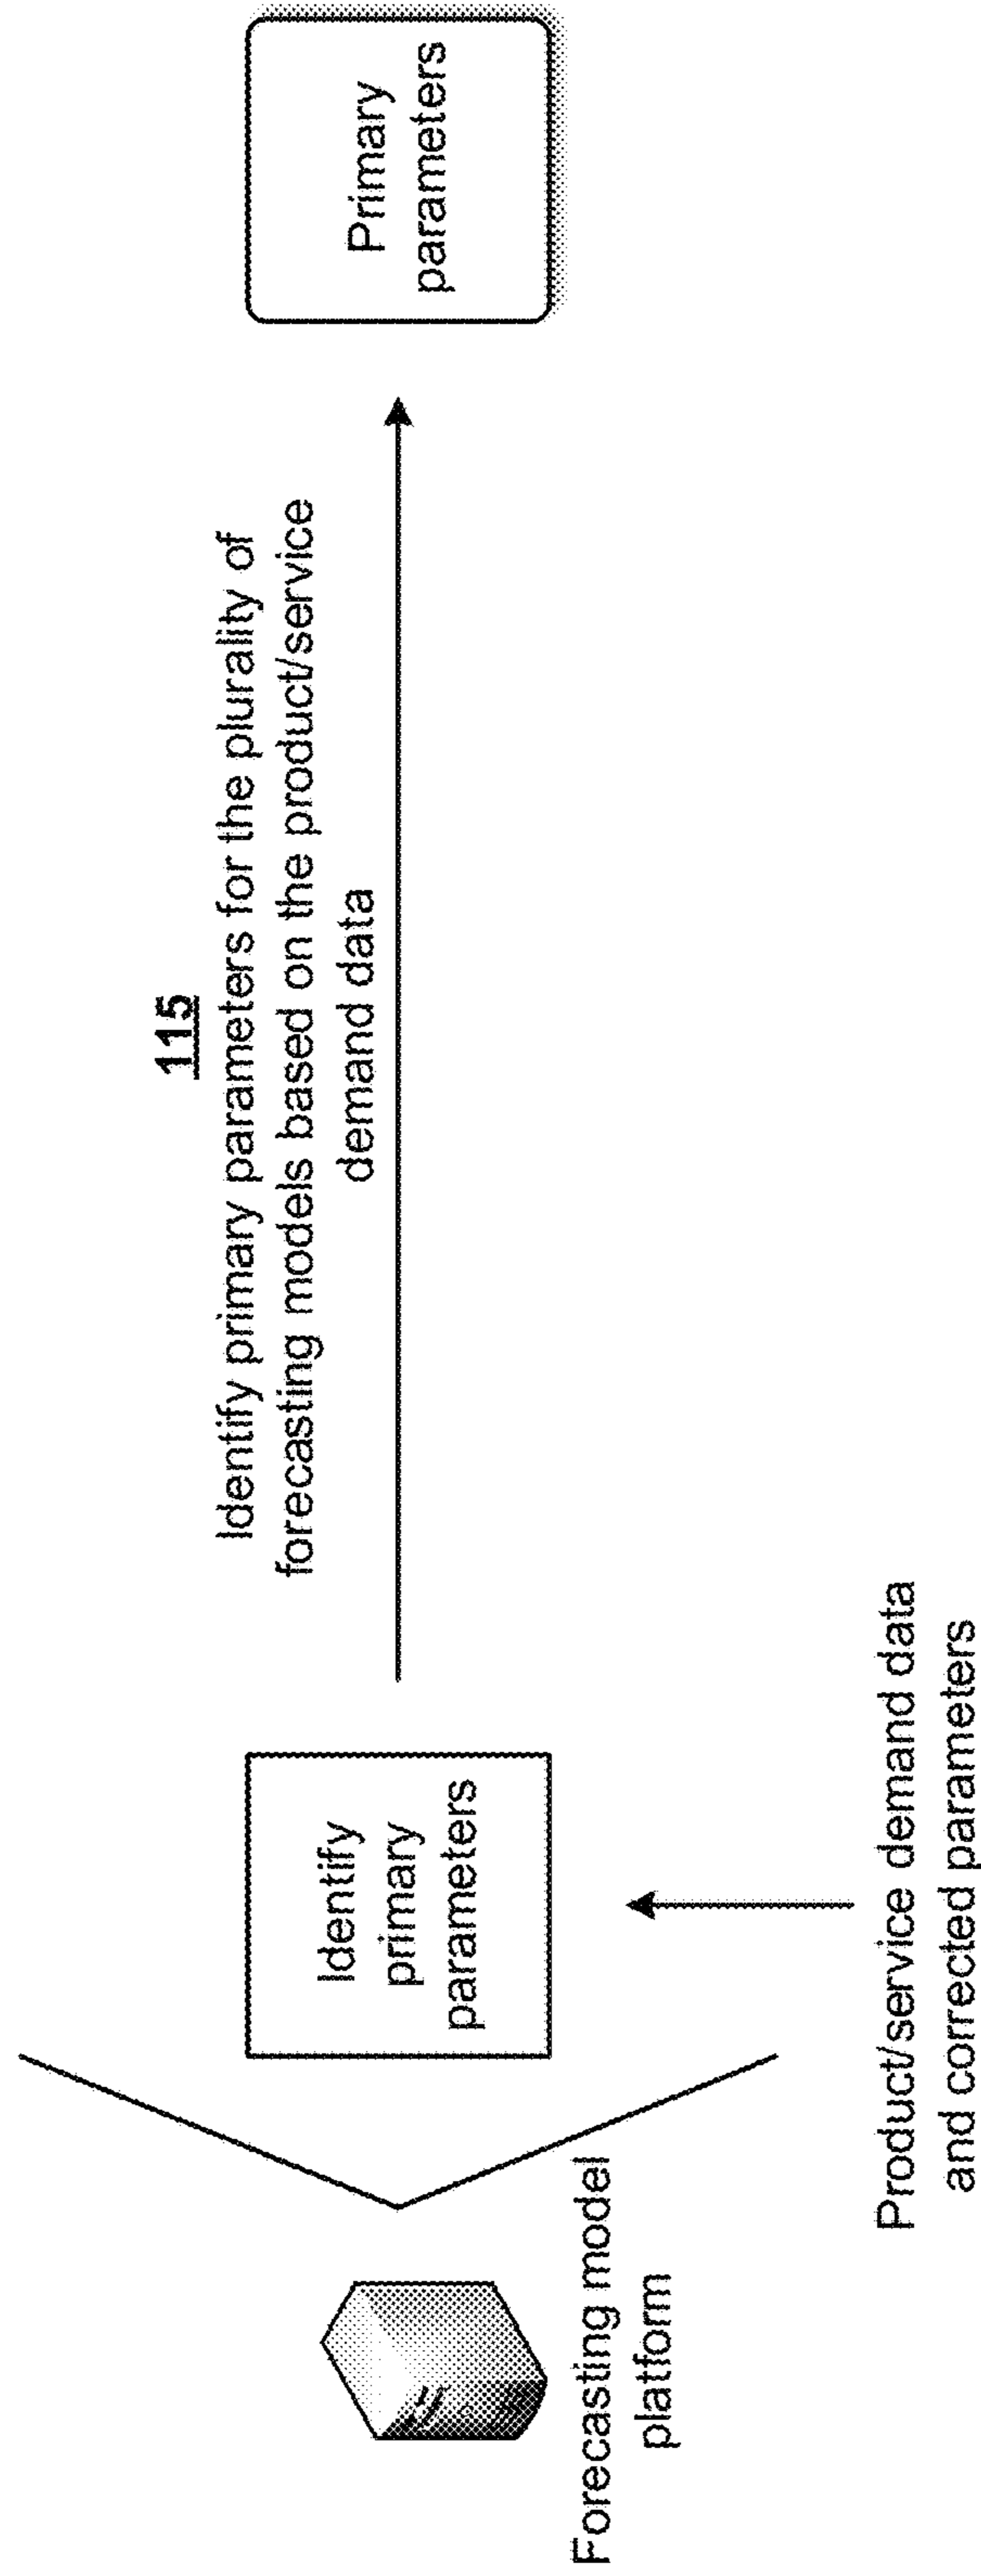 115
Identify primary parameters for the plurality of
forecasting models based on the product/service
demand data
Forecasting model
platform
Identify
primary
parameters
Primary
parameters
Product/service demand data
and corrected parameters